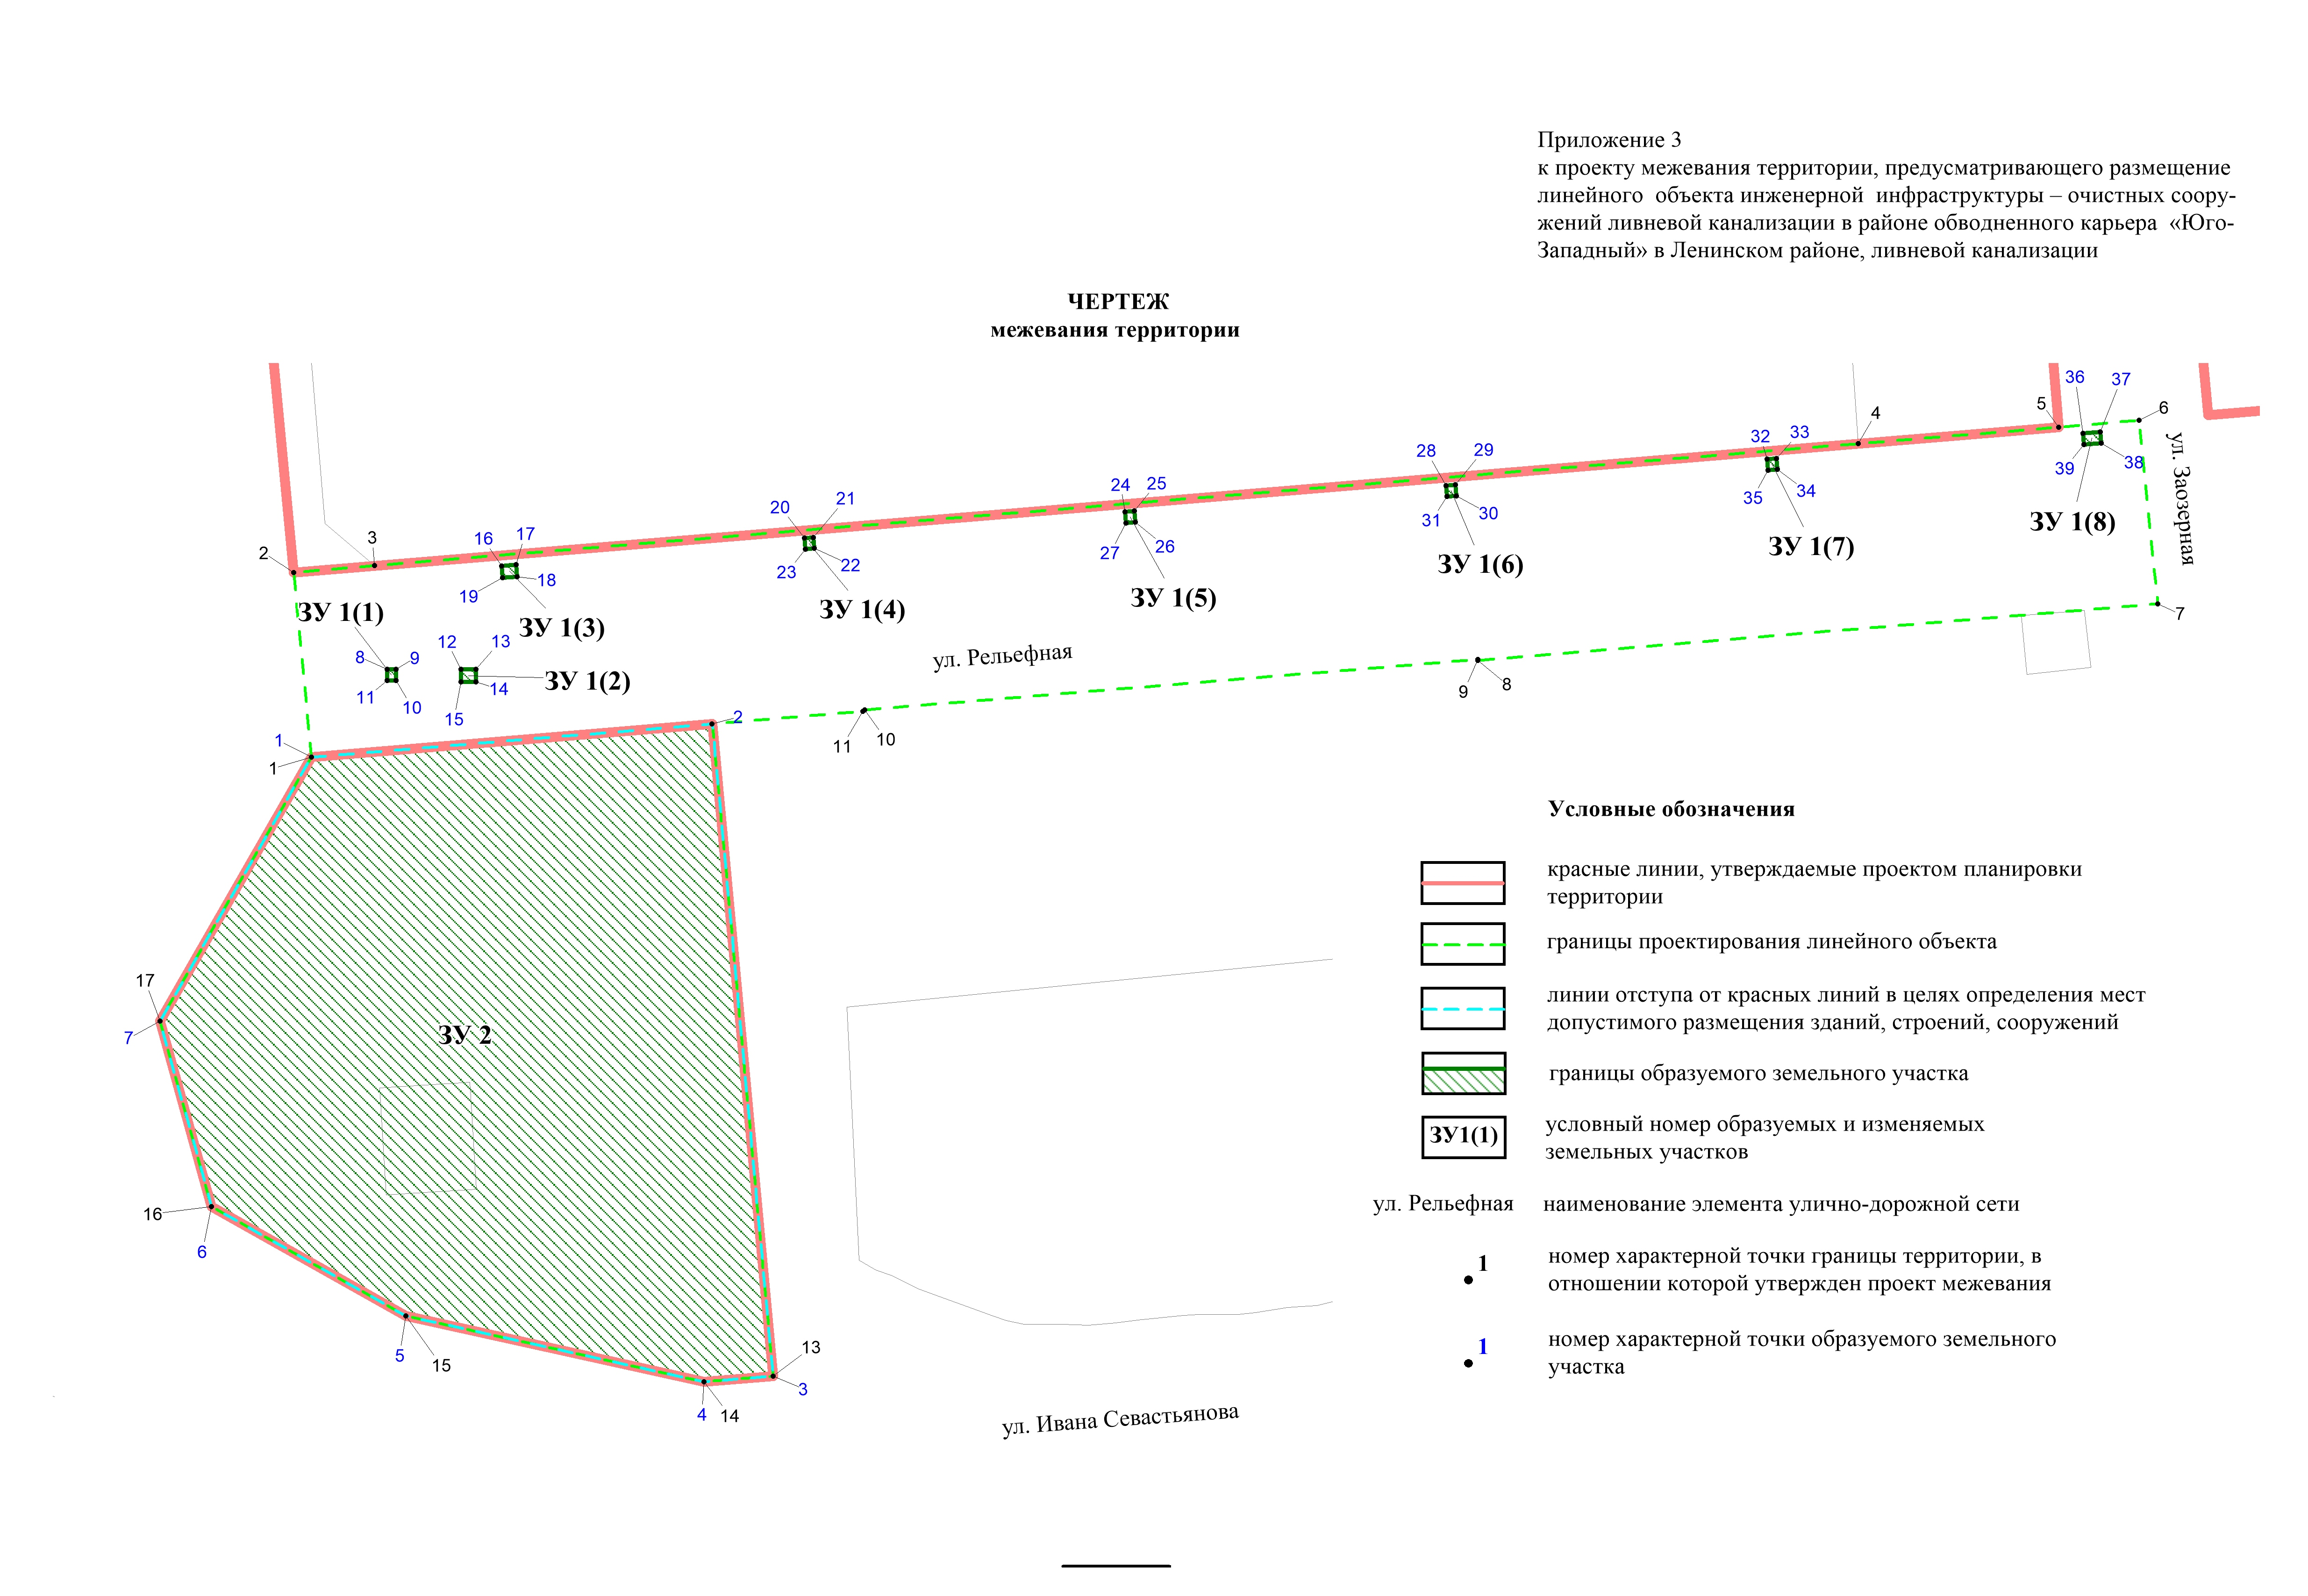 Приложение 3
к проекту межевания территории, предусматривающего размещение
линейного объекта инженерной инфраструктуры – очистных соору-
жений ливневой канализации в районе обводненного карьера «Юго-
Западный» в Ленинском районе, ливневой канализации
ЧЕРТЕЖ
межевания территории
36
37
5
6
4
32
33
39
38
28
29
35
34
24
25
31
30
20
21
27
26
16
17
23
22
3
2
19
18
ул. Заозерная
ЗУ 1(8)
ЗУ 1(7)
ЗУ 1(6)
ЗУ 1(5)
ЗУ 1(4)
ЗУ 1(1)
ЗУ 1(3)
7
12
13
8
9
ул. Рельефная
ЗУ 1(2)
11
10
14
15
9
8
2
11
10
1
1
17
7
ЗУ 2
16
6
5
15
13
3
4
14
ул. Ивана Севастьянова
Условные обозначения
красные линии, утверждаемые проектом планировки
территории
границы проектирования линейного объекта
линии отступа от красных линий в целях определения мест
допустимого размещения зданий, строений, сооружений
границы образуемого земельного участка
ЗУ1(1)
условный номер образуемых и изменяемых
земельных участков
ул. Рельефная наименование элемента улично-дорожной сети
1
номер характерной точки границы территории, в
отношении которой утвержден проект межевания
1
номер характерной точки образуемого земельного
участка